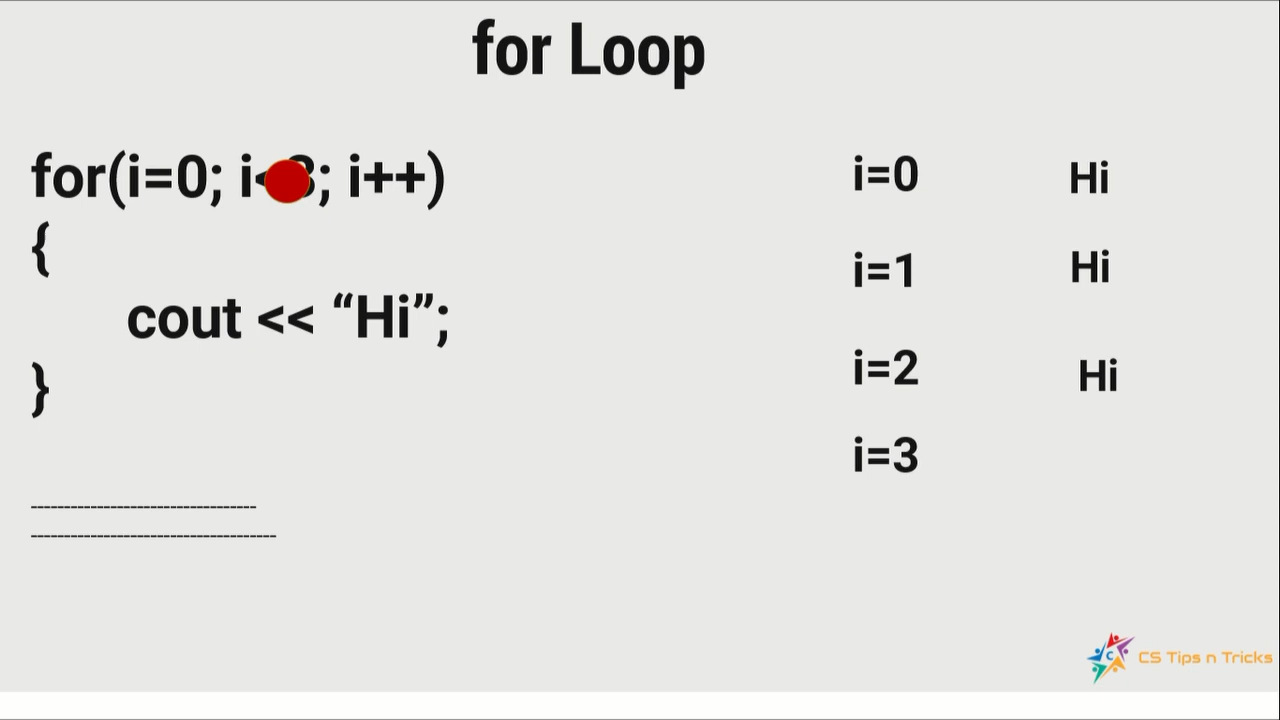 for Loop
for(i=0; i<3; i++)
{
cout << “Hi”;
}
---------------------------------
------------------------------------
i=0 Hi
i=1 Hi
i=2 Hi
i=3
CS Tips n Tricks